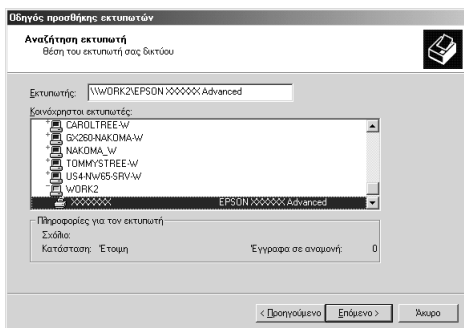 Οδηγός προσθήκης εκτυπωτών
Αναζήτηση εκτυπωτή
Θέση του εκτυπωτή σας δικτύου
Εκτυπωτής: \\WORK2\EPSON XXXXXX Advanced
Κοινόχρηστοι εκτυπωτές:
CAROLTREE-W
GX260-NAKOMA-W
NAKOMA_W
TOMMYSTREE-W
US4-NW65-SRV-W
WORK2
XXXXXXX EPSON XXXXXX Advanced
Πληροφορίες για τον εκτυπωτή
Σχόλιο:
Κατάσταση: Έτοιμη Έγγραφα σε αναμονή: 0
< Προηγούμενο Επόμενο > Άκυρο